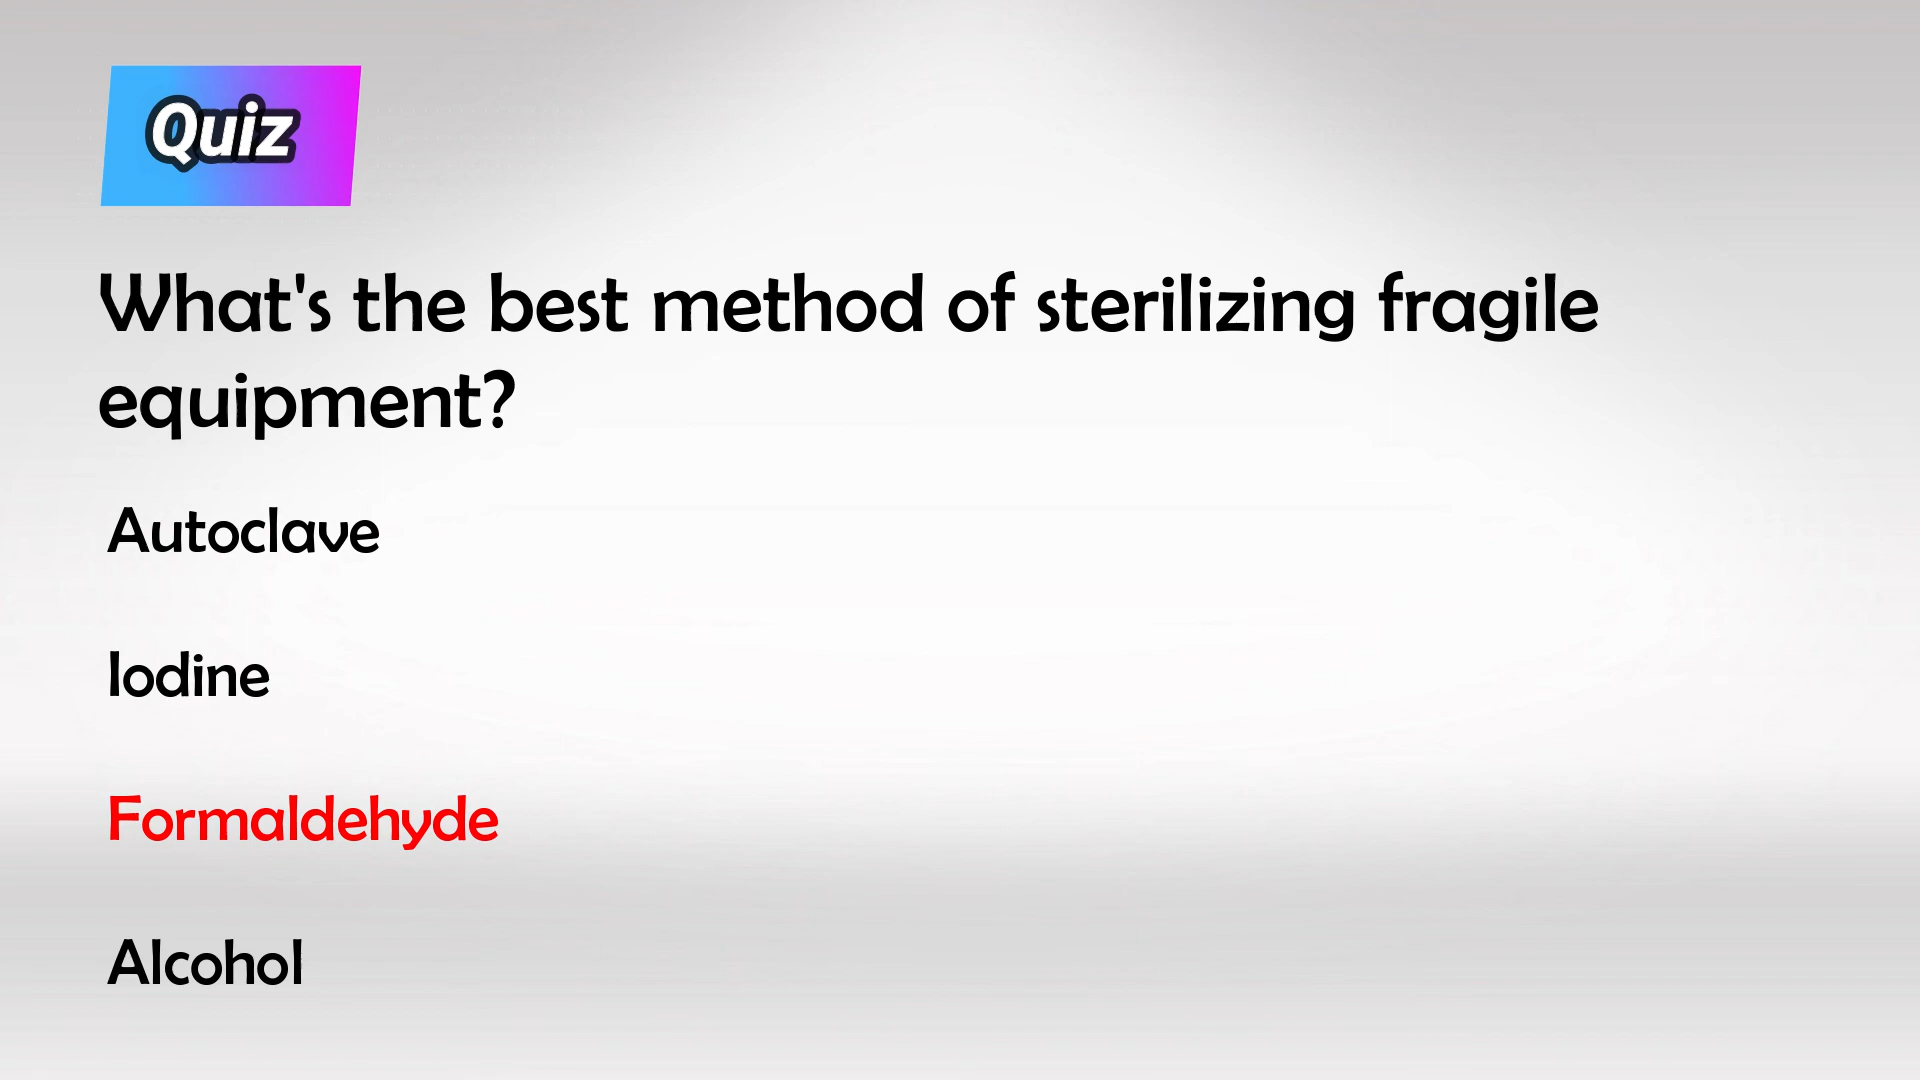 Quiz
What's the best method of sterilizing fragile
equipment?
Autoclave
Iodine
Formaldehyde
Alcohol